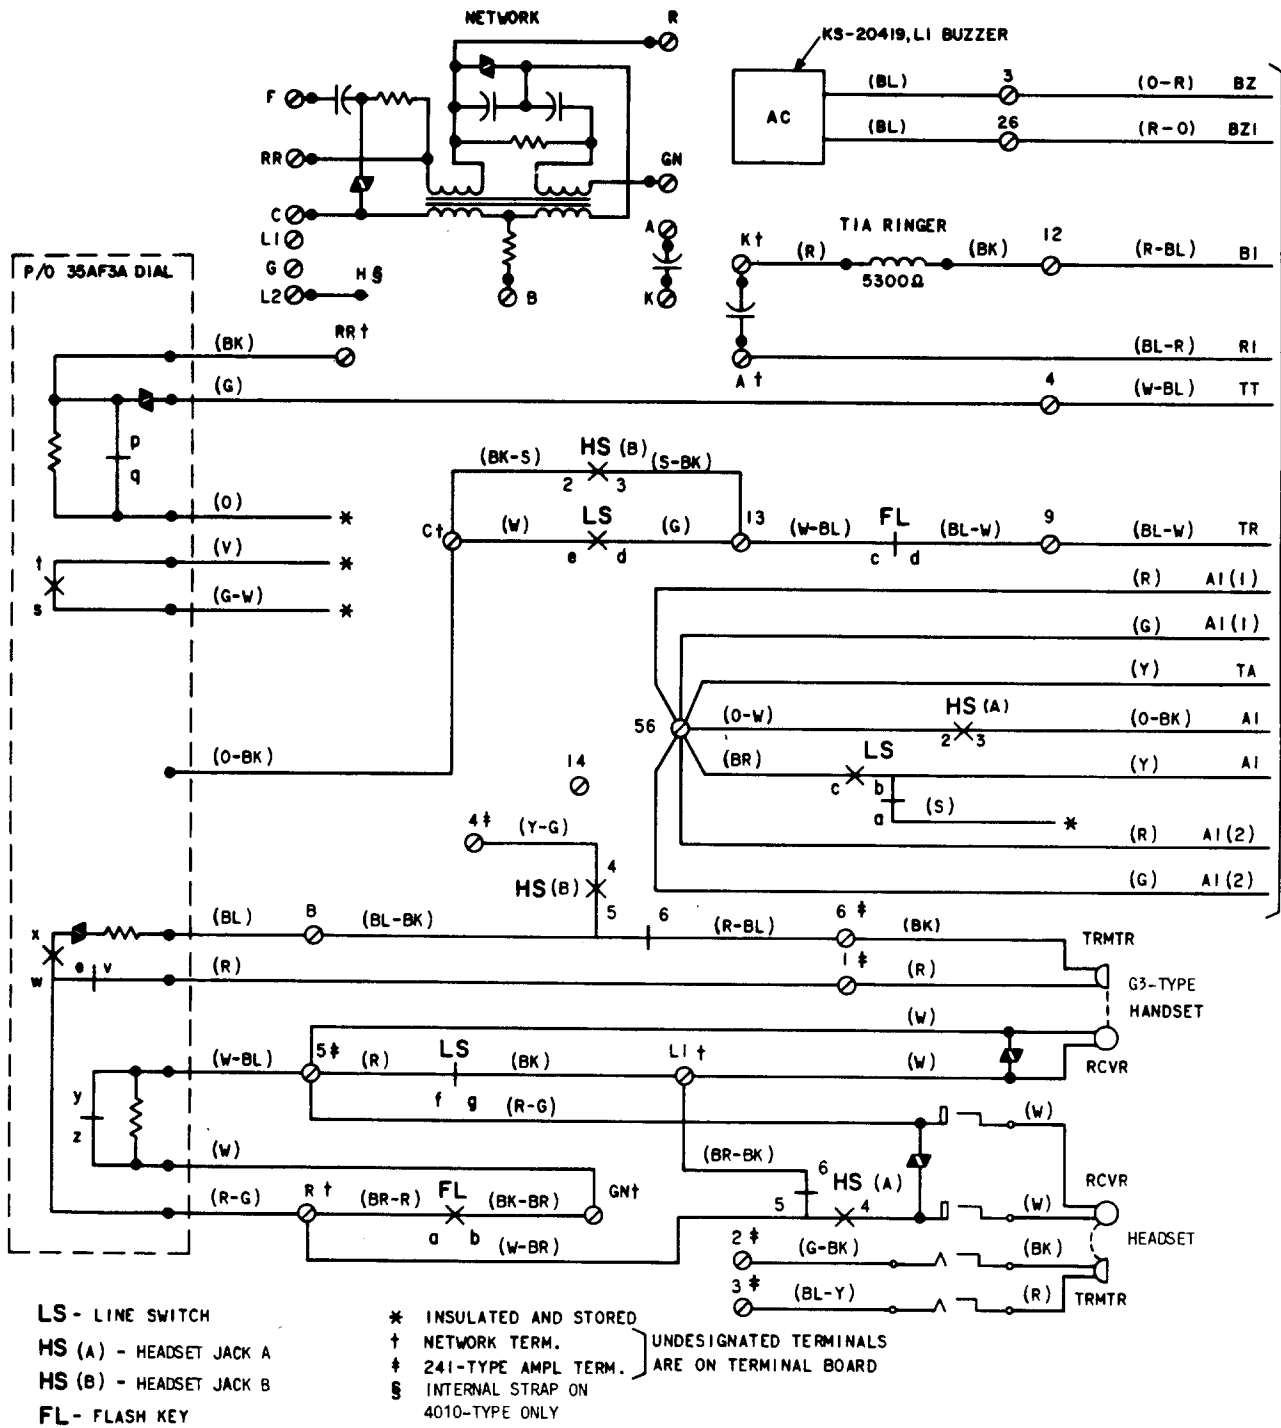 NETWORK
R
KS-20419, L1 BUZZER
F
AC
(BL)
3
(O-R)
BZ
(BL)
26
(R-O)
BZ1
RR
GN
C
L1
G
L2
H §
B
A
K
T1A RINGER
K†
(R)
5300Ω
(BK)
12
(R-BL)
B1
P/O 35AF3A DIAL
RR†
(BK)
A†
(BL-R)
R1
(G)
4
(W-BL)
TT
p
q
(O)
*
(BK-S)
HS (B)
2
3
(S-BK)
C†
(W)
LS
e
d
(G)
13
(W-BL)
FL
c
d
(BL-W)
9
(BL-W)
TR
t
(V)
*
s
(G-W)
*
(R)
A1(1)
(G)
A1(1)
(Y)
TA
56
(O-W)
HS (A)
2
3
(O-BK)
A1
(BR)
LS
c
b
(Y)
A1
a
(S)
*
(O-BK)
14
(R)
A1(2)
4‡
(Y-G)
4
HS (B)
5
(G)
A1(2)
x
(BL)
B
(BL-BK)
6
(R-BL)
6‡
(BK)
TRMTR
w
e
v
(R)
1‡
(R)
G3-TYPE
HANDSET
(W)
(W-BL)
5‡
(R)
LS
f
g
(BK)
L1†
(W)
RCVR
y
z
(R-G)
(W)
(W)
(BR-BK)
6
HS (A)
5
4
(W)
RCVR
(R-G)
R†
(BR-R)
FL
a
b
(BK-BR)
GN†
(W-BR)
HEADSET
2‡
(G-BK)
(BK)
3‡
(BL-Y)
(R)
TRMTR
LS - LINE SWITCH
HS (A) - HEADSET JACK A
HS (B) - HEADSET JACK B
FL - FLASH KEY
* INSULATED AND STORED
† NETWORK TERM.
‡ 241-TYPE AMPL TERM.
§ INTERNAL STRAP ON
4010-TYPE ONLY
UNDESIGNATED TERMINALS
ARE ON TERMINAL BOARD